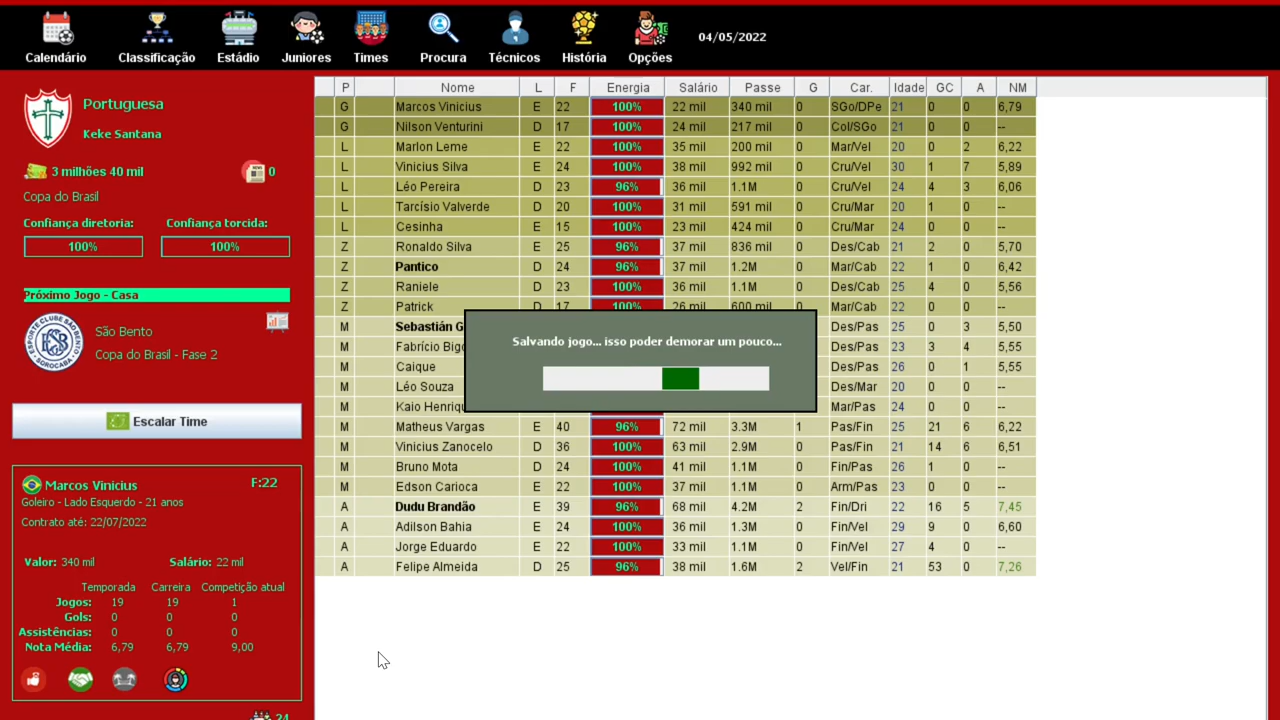 Calendário Classificação Estádio Juniores Times Procura Técnicos História Opções 04/05/2022
Portuguesa
Keke Santana
3 milhões 40 mil 0
Copa do Brasil
Confiança diretoria: Confiança torcida:
100% 100%
Próximo Jogo - Casa
ESPORTE CLUBE SÃO BENTO
SOROCABA
São Bento
Copa do Brasil - Fase 2
Escalar Time
Marcos Vinicius F:22
Goleiro - Lado Esquerdo - 21 anos
Contrato até: 22/07/2022
Valor: 340 mil Salário: 22 mil
Temporada Carreira Competição atual
Jogos: 19 19 1
Gols: 0 0 0
Assistências: 0 0 0
Nota Média: 6,79 6,79 9,00
24
P Nome L F Energia Salário Passe G Car. Idade GC A NM
G Marcos Vinicius E 22 100% 22 mil 340 mil 0 SGo/DPe 21 0 0 6,79
G Nilson Venturini D 17 100% 24 mil 217 mil 0 Col/SGo 21 0 0 --
L Marlon Leme E 22 100% 35 mil 200 mil 0 Mar/Vel 20 0 2 6,22
L Vinicius Silva E 24 100% 38 mil 992 mil 0 Cru/Vel 30 1 7 5,89
L Léo Pereira D 23 96% 36 mil 1.1M 0 Cru/Vel 24 4 3 6,06
L Tarcísio Valverde D 20 100% 31 mil 591 mil 0 Cru/Mar 20 1 0 --
L Cesinha E 15 100% 23 mil 424 mil 0 Cru/Mar 24 0 0 --
Z Ronaldo Silva E 25 96% 37 mil 836 mil 0 Des/Cab 21 2 0 5,70
Z Pantico D 24 96% 37 mil 1.2M 0 Mar/Cab 22 1 0 6,42
Z Raniele D 23 100% 36 mil 1.1M 0 Des/Cab 25 4 0 5,56
Z Patrick D 17 100% 26 mil 600 mil 0 Mar/Cab 22 0 0 --
M Sebastián G Des/Pas 25 0 3 5,50
M Fabrício Big Des/Pas 23 3 4 5,55
M Caique Des/Pas 26 0 1 5,55
M Léo Souza Des/Mar 20 0 0 --
M Kaio Henriq Mar/Pas 24 0 0 --
M Matheus Vargas E 40 96% 72 mil 3.3M 1 Pas/Fin 25 21 6 6,22
M Vinicius Zanocelo D 36 100% 63 mil 2.9M 0 Pas/Fin 21 14 6 6,51
M Bruno Mota D 24 100% 41 mil 1.1M 0 Fin/Pas 26 1 0 --
M Edson Carioca E 22 100% 37 mil 1.1M 0 Arm/Pas 23 0 0 --
A Dudu Brandão E 39 96% 68 mil 4.2M 2 Fin/Dri 22 16 5 7,45
A Adilson Bahia E 24 100% 36 mil 1.3M 0 Fin/Vel 29 9 0 6,60
A Jorge Eduardo E 22 100% 33 mil 1.1M 0 Fin/Vel 27 4 0 --
A Felipe Almeida D 25 96% 38 mil 1.6M 2 Vel/Fin 21 53 0 7,26
Salvando jogo... isso poder demorar um pouco...